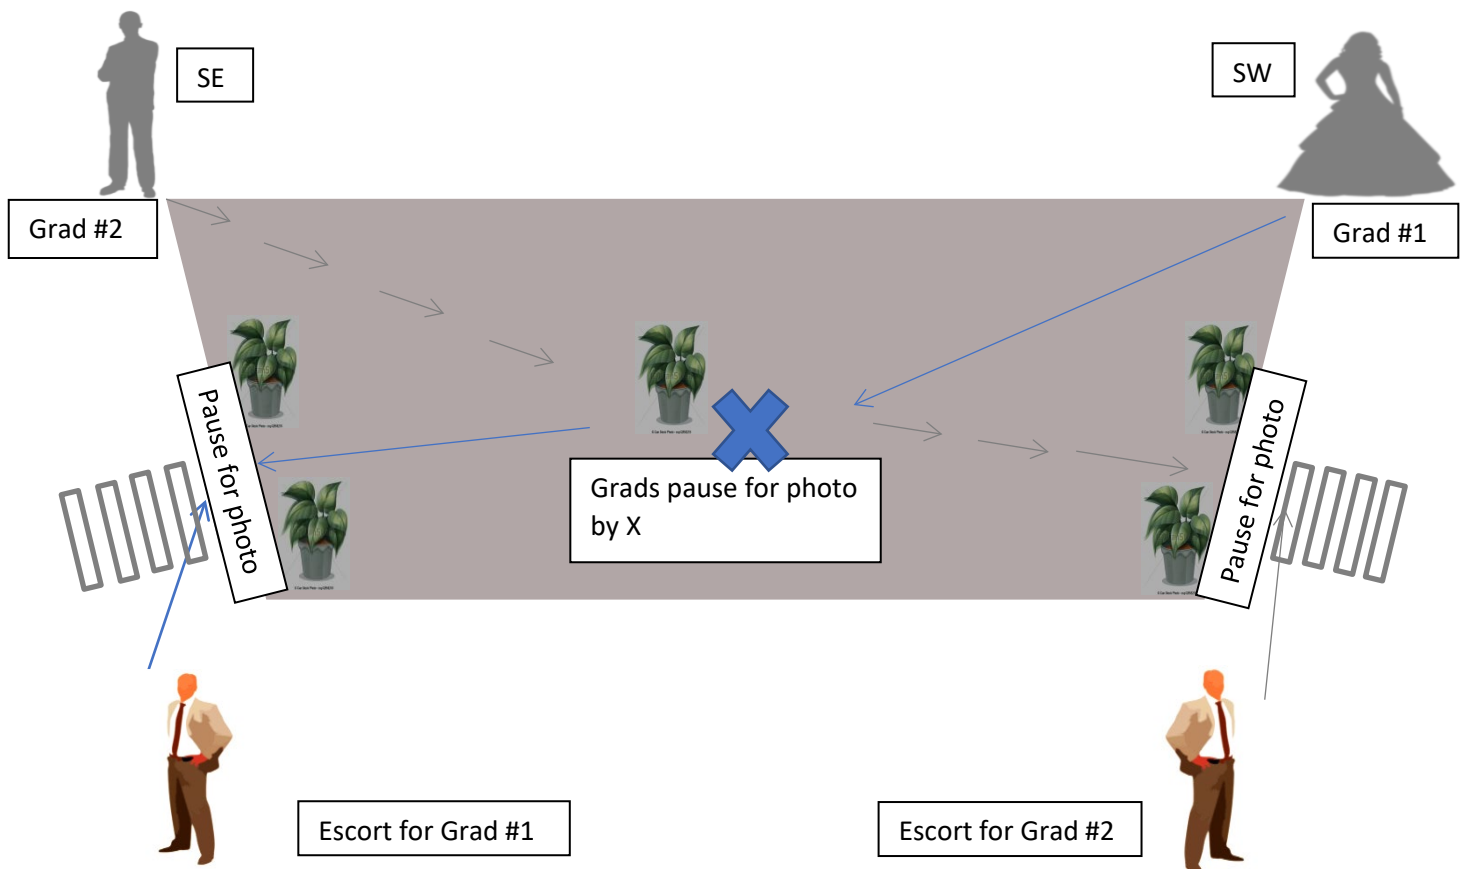 SE
SW
Grad #2
Grad #1
Pause for photo
Pause for photo
Grads pause for photo
by X
Escort for Grad #1
Escort for Grad #2